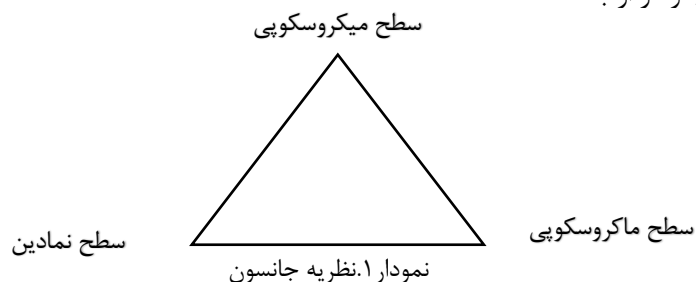 سطح میکروسکوپی
سطح ماکروسکوپی
سطح نمادین
نمودار۱.نظریه جانسون